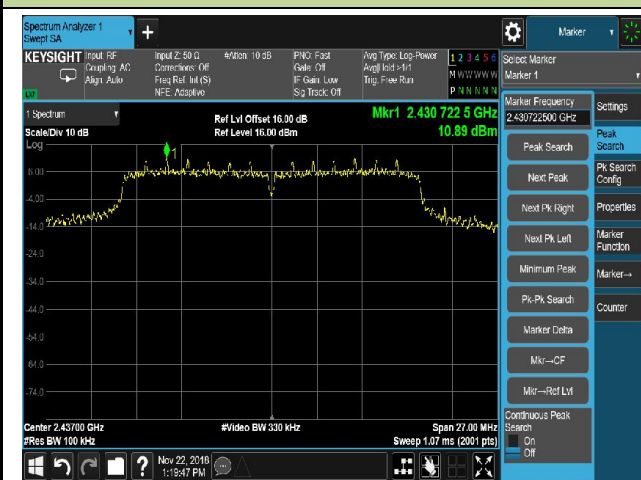 Spectrum Analyzer 1
Swept SA
+
Marker
KEYSIGHT
Input: RF
Coupling: AC
Align: Auto
Input Z: 50 Ω
Corrections: Off
Freq Ref: Int (S)
NFE: Adaptive
#Atten: 10 dB
PNO: Fast
Gate: Off
IF Gain: Low
Sig Track: Off
Avg Type: Log-Power
Avg|Hold >1/1
Trig: Free Run
1 2 3 4 5 6
M W W W W W
P N N N N N
Select Marker
Marker 1
1 Spectrum
Scale/Div 10 dB
Log
Ref Lvl Offset 16.00 dB
Ref Level 16.00 dBm
Mkr1 2.430 722 5 GHz
10.89 dBm
1
6.00
-4.00
-14.0
-24.0
-34.0
-44.0
-54.0
-64.0
-74.0
Center 2.43700 GHz
#Res BW 100 kHz
#Video BW 330 kHz
Span 27.00 MHz
Sweep 1.07 ms (2001 pts)
Marker Frequency
2.430722500 GHz
Peak Search
Next Peak
Next Pk Right
Next Pk Left
Minimum Peak
Pk-Pk Search
Marker Delta
Mkr→CF
Mkr→Ref Lvl
Continuous Peak
Search
On
Off
Settings
Peak
Search
Pk Search
Config
Properties
Marker
Function
Marker→
Counter
?
Nov 22, 2018
1:19:47 PM